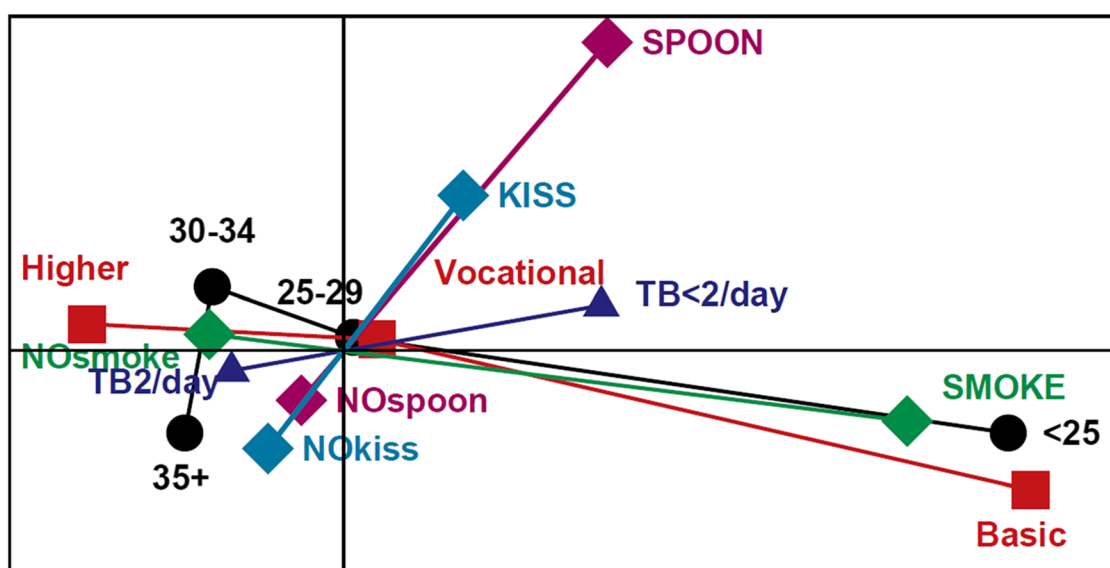 SPOON
KISS
30-34
Higher
Vocational
25-29
TB<2/day
NOsmoke
TB2/day
SMOKE
NOspoon
<25
NOkiss
35+
Basic